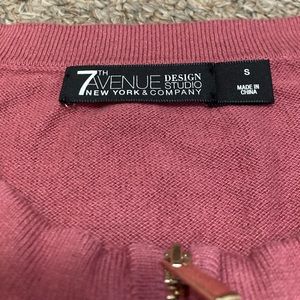 7TH AVENUE DESIGN STUDIO
NEW YORK & COMPANY
S
MADE IN
CHINA